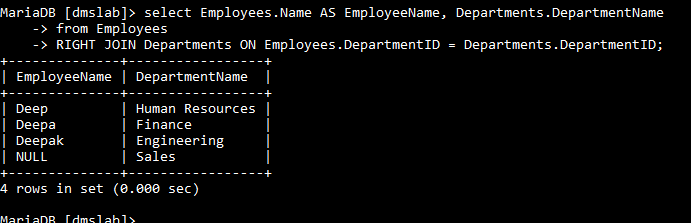 MariaDB [dmslab]> select Employees.Name AS EmployeeName, Departments.DepartmentName
    -> from Employees
    -> RIGHT JOIN Departments ON Employees.DepartmentID = Departments.DepartmentID;
+--------------+-----------------+
| EmployeeName | DepartmentName  |
+--------------+-----------------+
| Deep         | Human Resources |
| Deepa        | Finance         |
| Deepak       | Engineering     |
| NULL         | Sales           |
+--------------+-----------------+
4 rows in set (0.000 sec)
MariaDB [dmslab]>